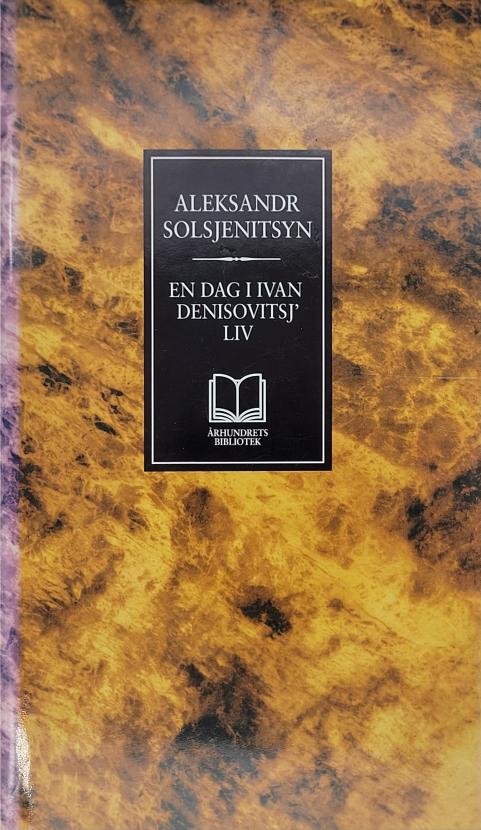 ALEKSANDR
SOLSJENITSYN
EN DAG I IVAN
DENISOVITSJ'
LIV
ÅRHUNDRETS
BIBLIOTEK